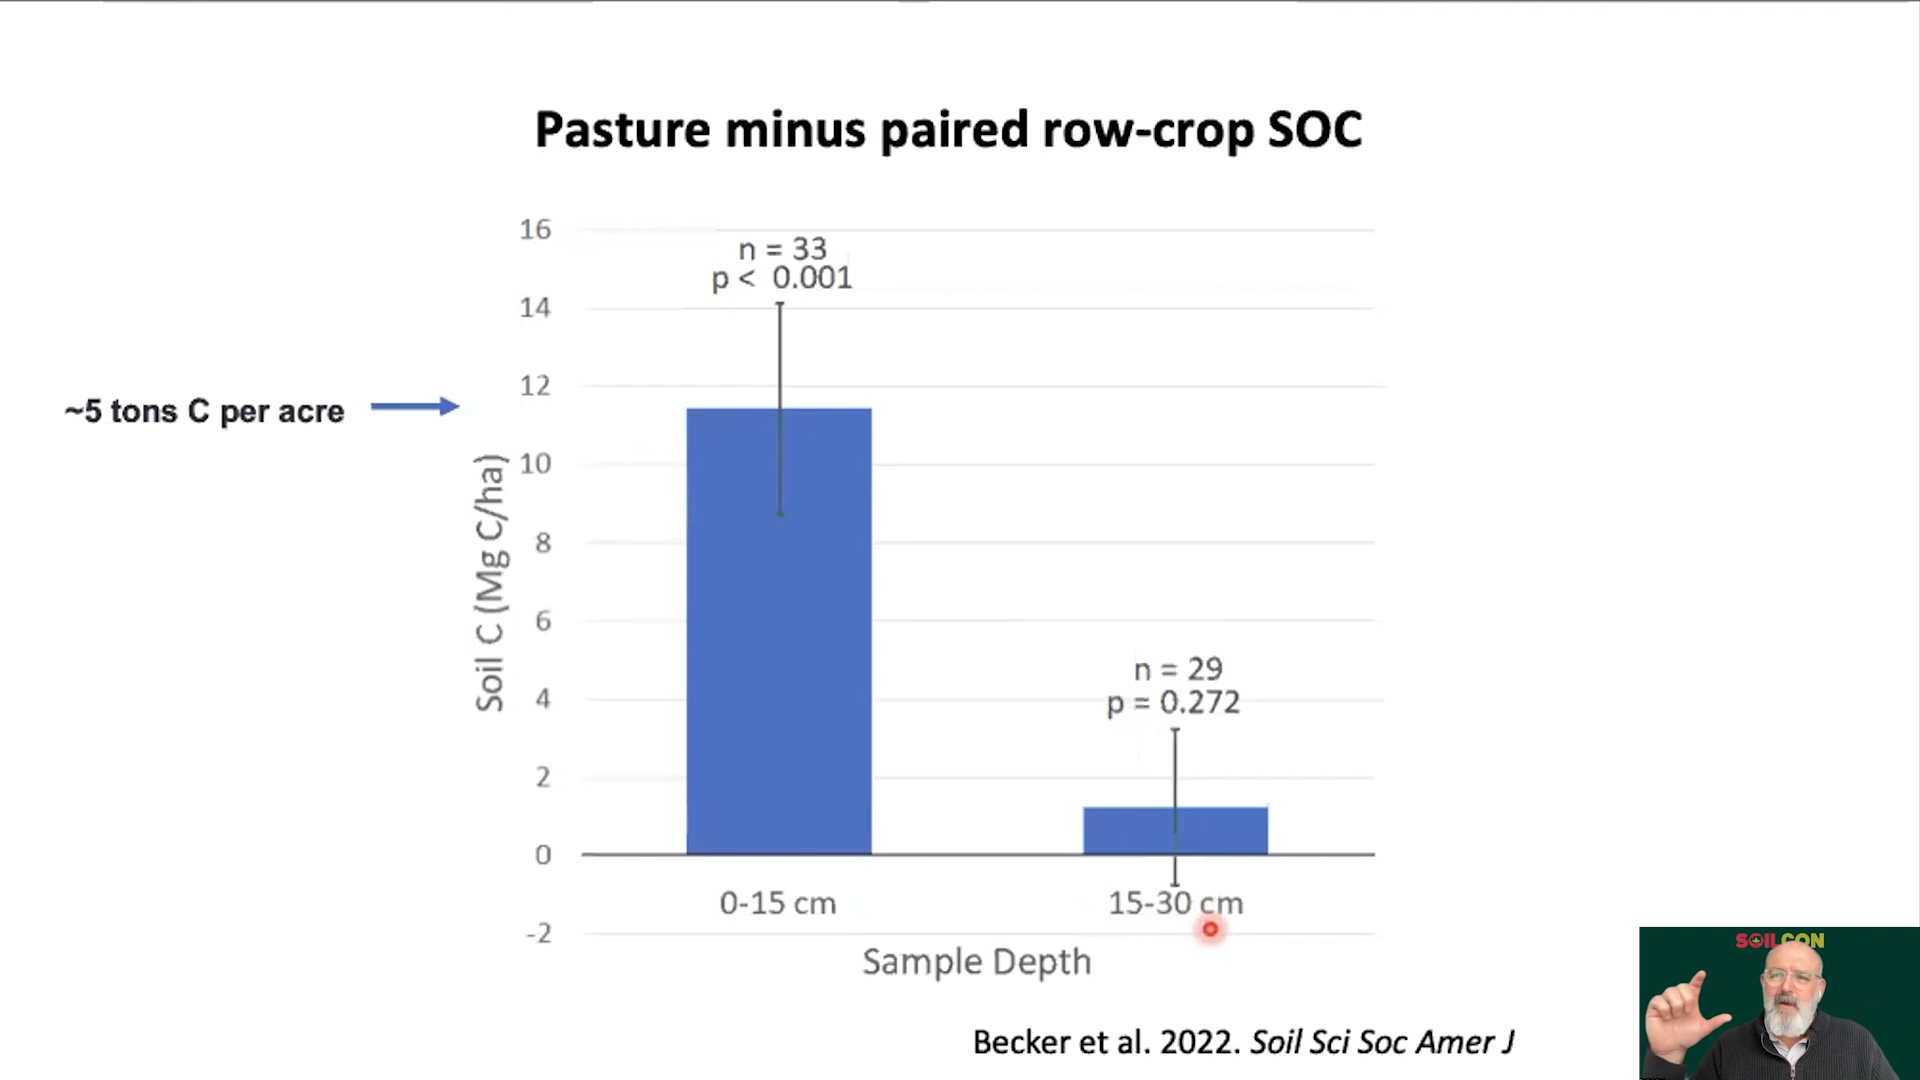 Pasture minus paired row-crop SOC
16
n = 33
p < 0.001
14
12
~5 tons C per acre
10
Soil C (Mg C/ha)
8
6
n = 29
4
p = 0.272
2
0
0-15 cm
15-30 cm
-2
Sample Depth
SOILCON
Becker et al. 2022. Soil Sci Soc Amer J